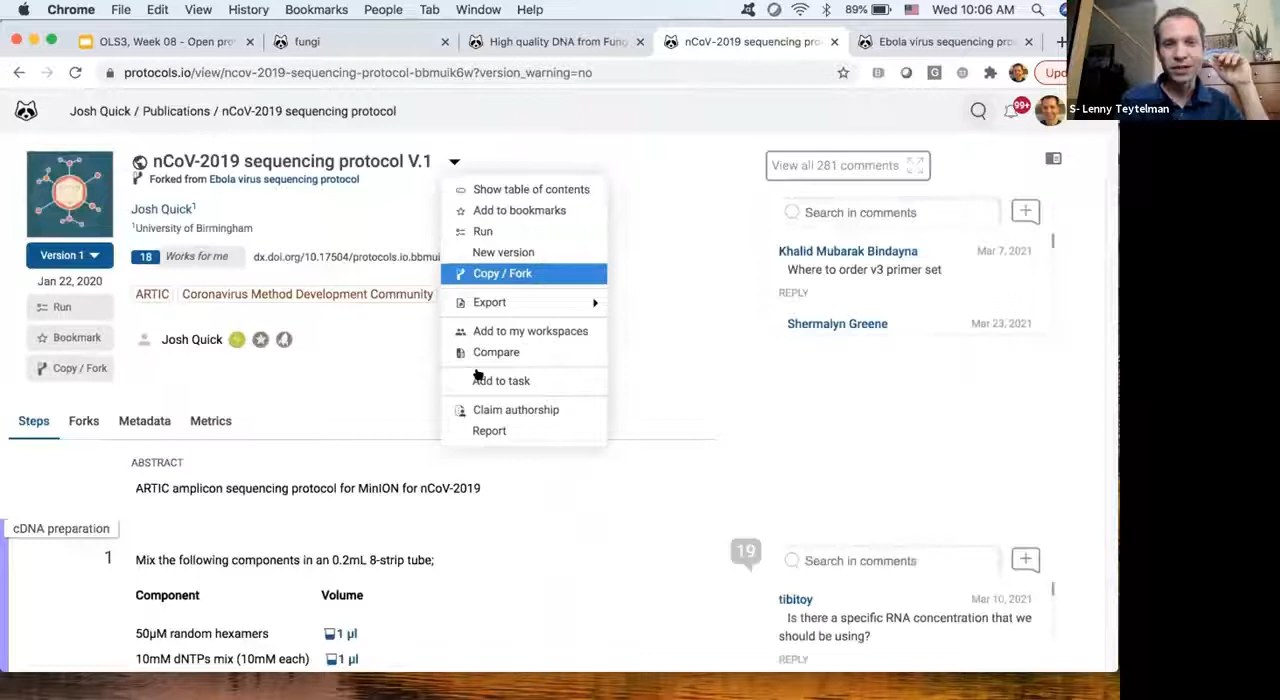 Chrome File Edit View History Bookmarks People Tab Window Help 89% Wed 10:06 AM
OLS3, Week 08 - Open pro
fungi
High quality DNA from Fung
nCoV-2019 sequencing pro
Ebola virus sequencing pro
protocols.io/view/ncov-2019-sequencing-protocol-bbmuik6w?version_warning=no
S- Lenny Teytelman
Josh Quick / Publications / nCoV-2019 sequencing protocol
99+
nCoV-2019 sequencing protocol V.1
Forked from Ebola virus sequencing protocol
Josh Quick1
1University of Birmingham
Version 1
18 Works for me
dx.doi.org/10.17504/protocols.io.bbmui
Jan 22, 2020
ARTIC
Coronavirus Method Development Community
Run
Bookmark
Copy / Fork
Josh Quick
Show table of contents
Add to bookmarks
Run
New version
Copy / Fork
Export
Add to my workspaces
Compare
Add to task
Claim authorship
Report
View all 281 comments
Search in comments
Khalid Mubarak Bindayna Mar 7, 2021
Where to order v3 primer set
REPLY
Shermalyn Greene Mar 23, 2021
Steps Forks Metadata Metrics
ABSTRACT
ARTIC amplicon sequencing protocol for MinION for nCoV-2019
cDNA preparation
1 Mix the following components in an 0.2mL 8-strip tube;
Component Volume
50µM random hexamers 1 µl
10mM dNTPs mix (10mM each) 1 µl
19
Search in comments
tibitoy Mar 10, 2021
Is there a specific RNA concentration that we
should be using?
REPLY